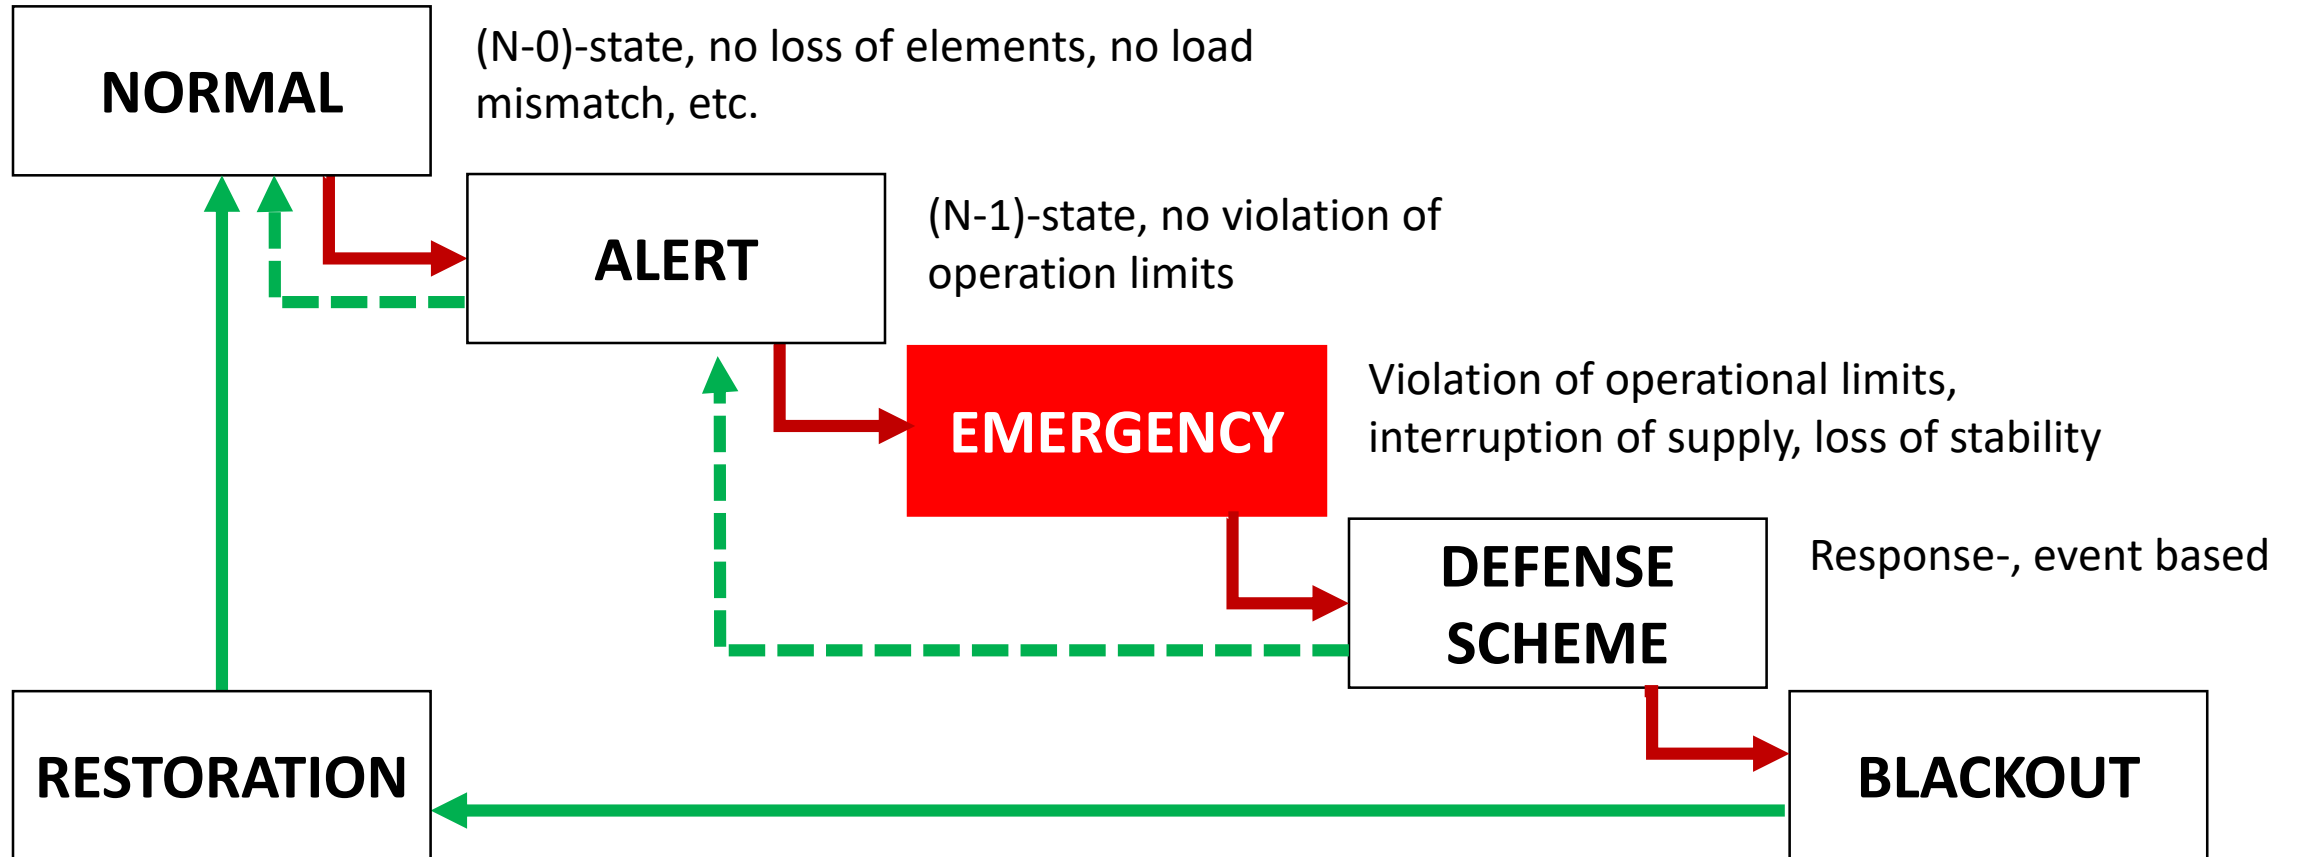 NORMAL
(N-0)-state, no loss of elements, no load
mismatch, etc.
ALERT
(N-1)-state, no violation of
operation limits
EMERGENCY
Violation of operational limits,
interruption of supply, loss of stability
DEFENSE
SCHEME
Response-, event based
RESTORATION
BLACKOUT